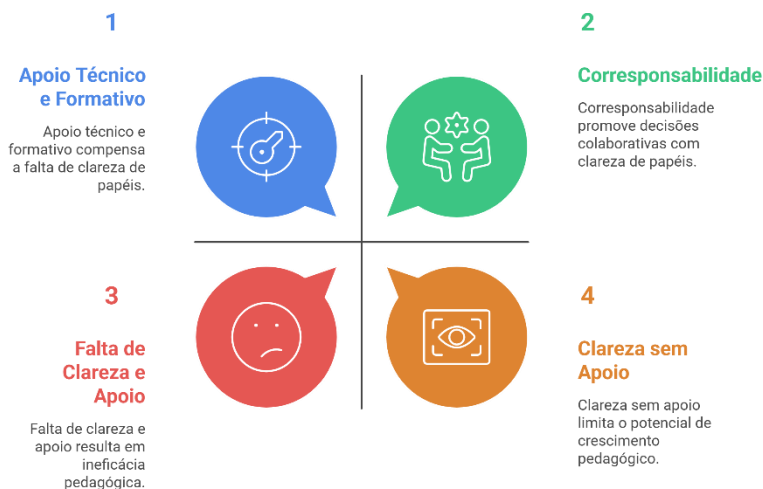 1
Apoio Técnico
e Formativo
Apoio técnico e
formativo compensa
a falta de clareza de
papéis.
2
Corresponsabilidade
Corresponsabilidade
promove decisões
colaborativas com
clareza de papéis.
3
Falta de
Clareza e
Apoio
Falta de clareza e
apoio resulta em
ineficácia
pedagógica.
4
Clareza sem
Apoio
Clareza sem apoio
limita o potencial de
crescimento
pedagógico.